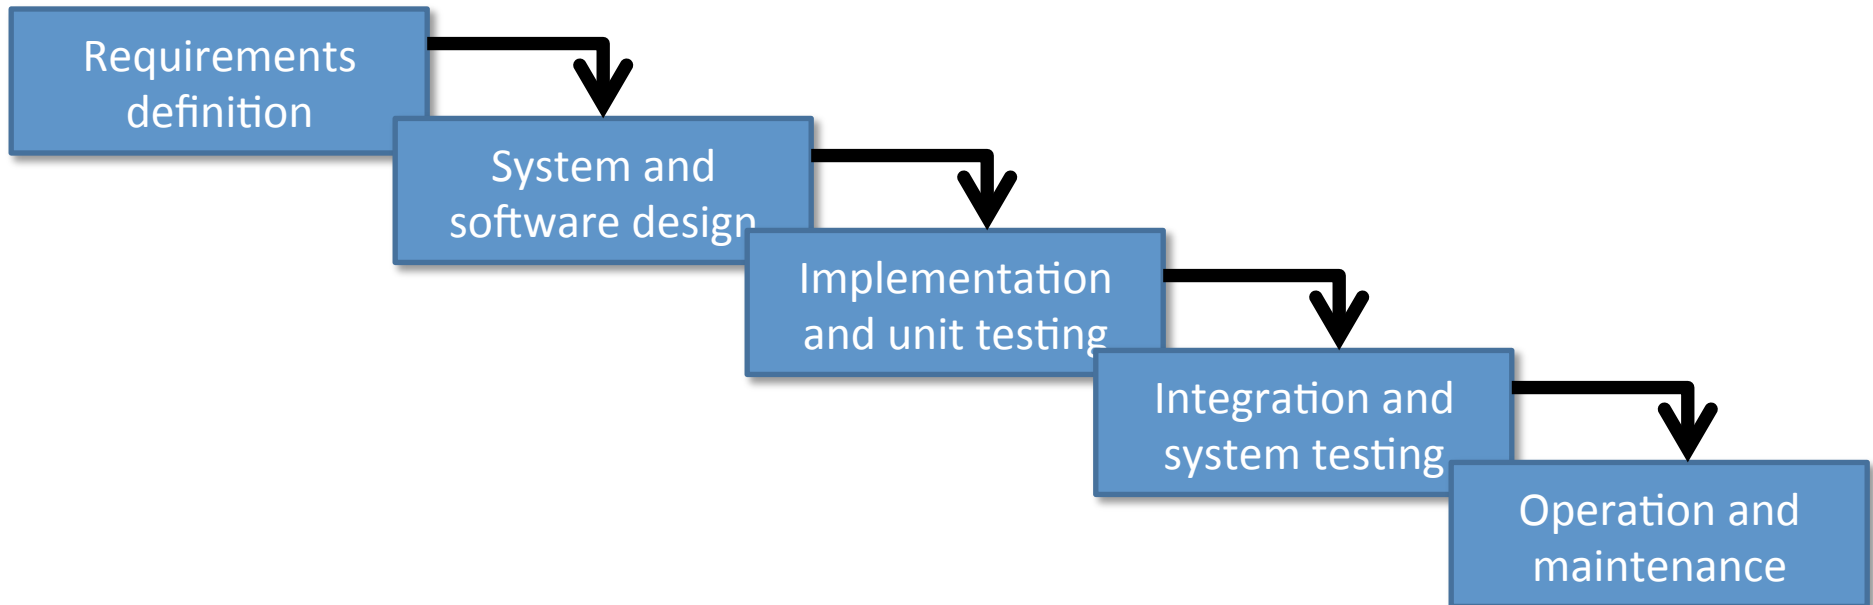 Requirements
definition
System and
software design
Implementation
and unit testing
Integration and
system testing
Operation and
maintenance